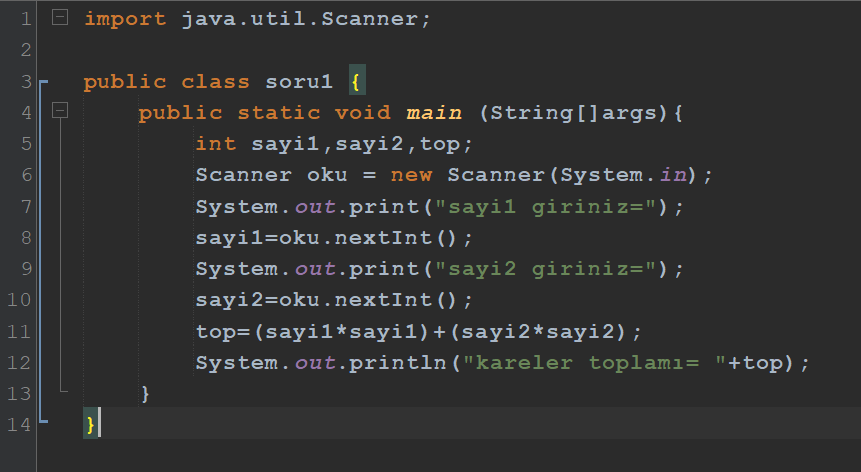 1 import java.util.Scanner;
2
3 public class soru1 {
4 public static void main (String[]args){
5 int sayi1,sayi2,top;
6 Scanner oku = new Scanner(System.in);
7 System.out.print("sayi1 giriniz=");
8 sayi1=oku.nextInt();
9 System.out.print("sayi2 giriniz=");
10 sayi2=oku.nextInt();
11 top=(sayi1*sayi1)+(sayi2*sayi2);
12 System.out.println("kareler toplamı= "+top);
13 }
14 }